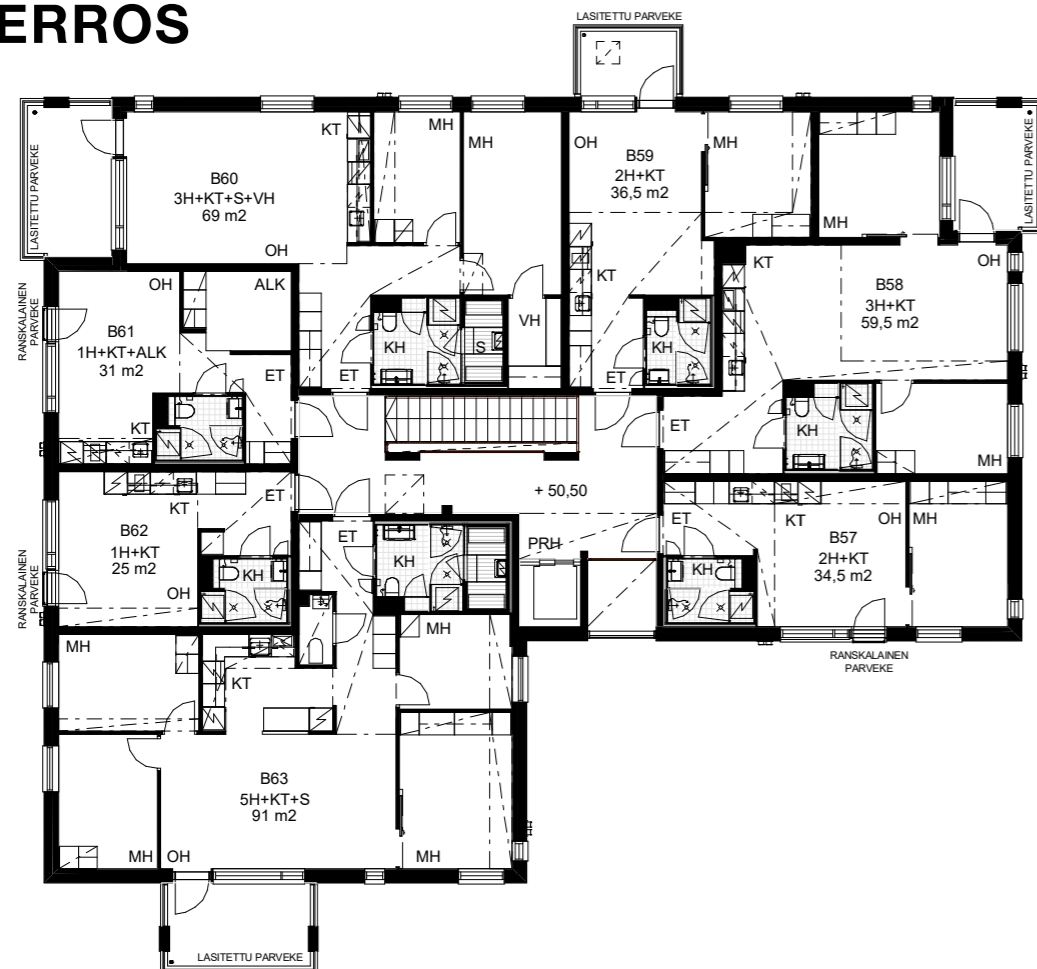 ERROS
LASITETTU PARVEKE
LASITETTU PARVEKE
KT
MH
MH
OH
B59
2H+KT
36,5 m2
MH
LASITETTU PARVEKE
B60
3H+KT+S+VH
69 m2
OH
MH
KT
KT
OH
B58
3H+KT
59,5 m2
RANSKALAINEN
PARVEKE
OH
ALK
B61
1H+KT+ALK
31 m2
ET
KT
KH
S
VH
ET
KH
ET
ET
KH
MH
KT
ET
B62
1H+KT
25 m2
OH
KH
RANSKALAINEN
PARVEKE
+ 50,50
ET
KH
PRH
ET
KH
KT
OH
MH
B57
2H+KT
34,5 m2
RANSKALAINEN
PARVEKE
MH
KT
MH
B63
5H+KT+S
91 m2
MH
OH
MH
LASITETTU PARVEKE